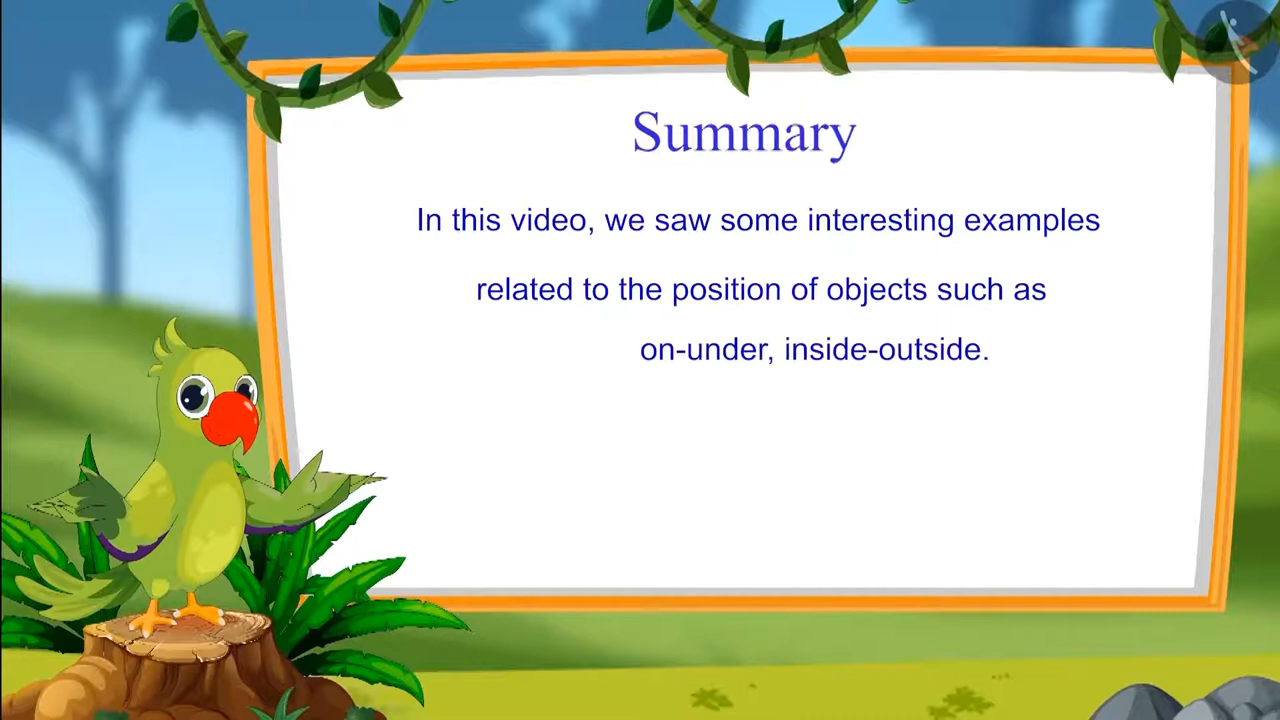 Summary
In this video, we saw some interesting examples
related to the position of objects such as
on-under, inside-outside.